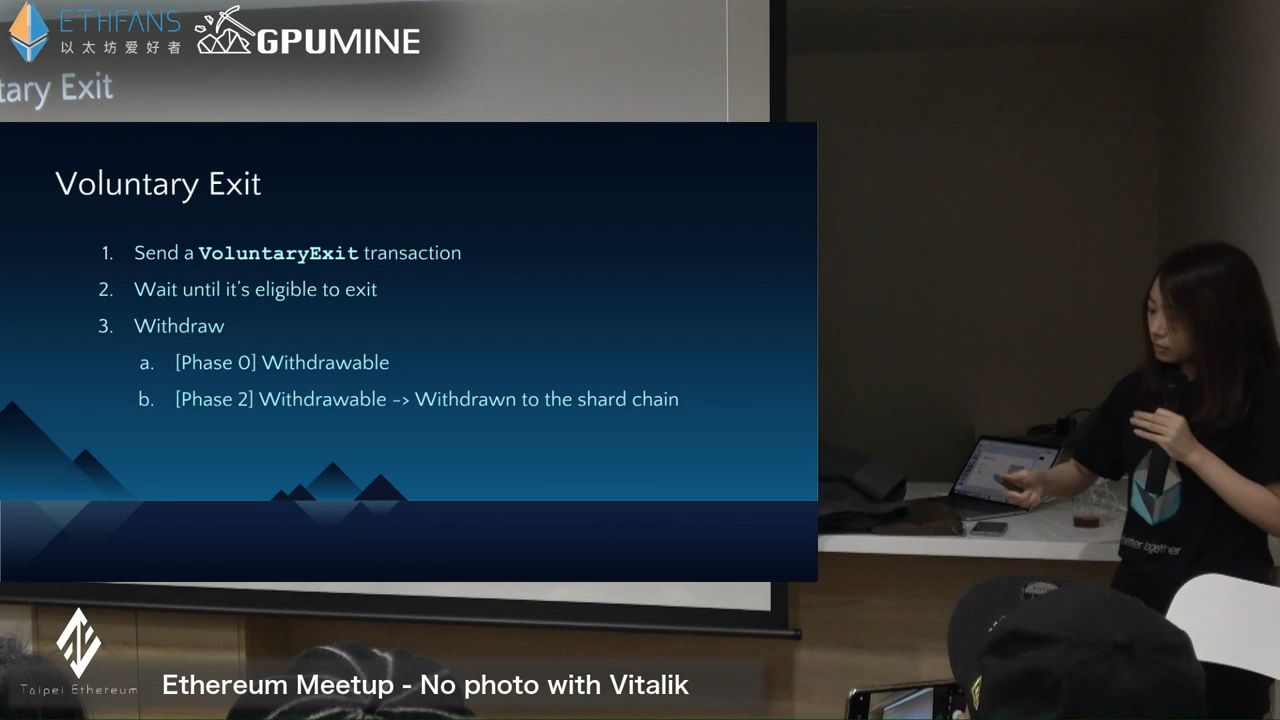 ETHFANS
以太坊爱好者
GPUMINE
tary Exit
Voluntary Exit
1. Send a VoluntaryExit transaction
2. Wait until it's eligible to exit
3. Withdraw
a. [Phase 0] Withdrawable
b. [Phase 2] Withdrawable -> Withdrawn to the shard chain
better together
Taipei Ethereum
Ethereum Meetup - No photo with Vitalik